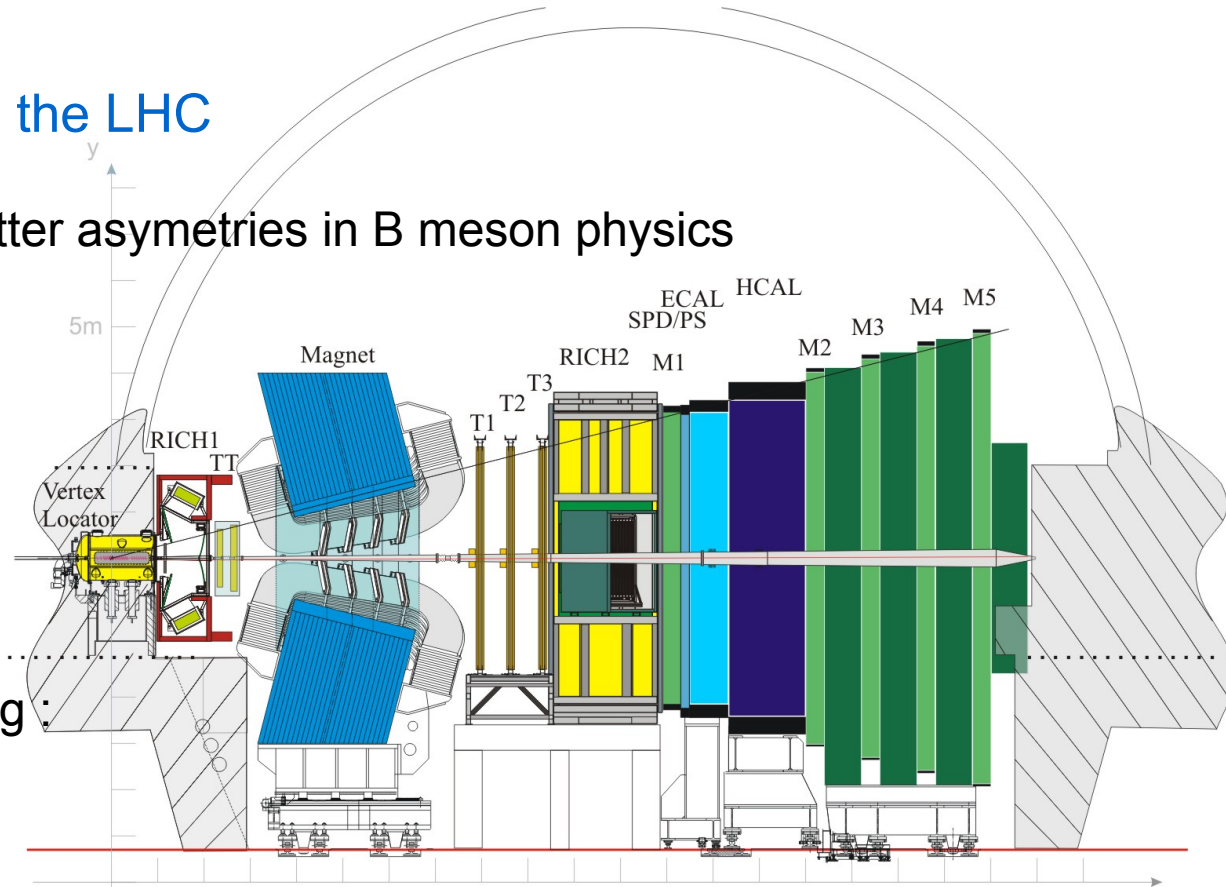 the LHC
y
tter asymetries in B meson physics
HCAL
ECAL
M5
M4
SPD/PS
M3
5m
M2
Magnet
RICH2
M1
T3
T2
T1
RICH1
TT
Vertex
Locator
g :